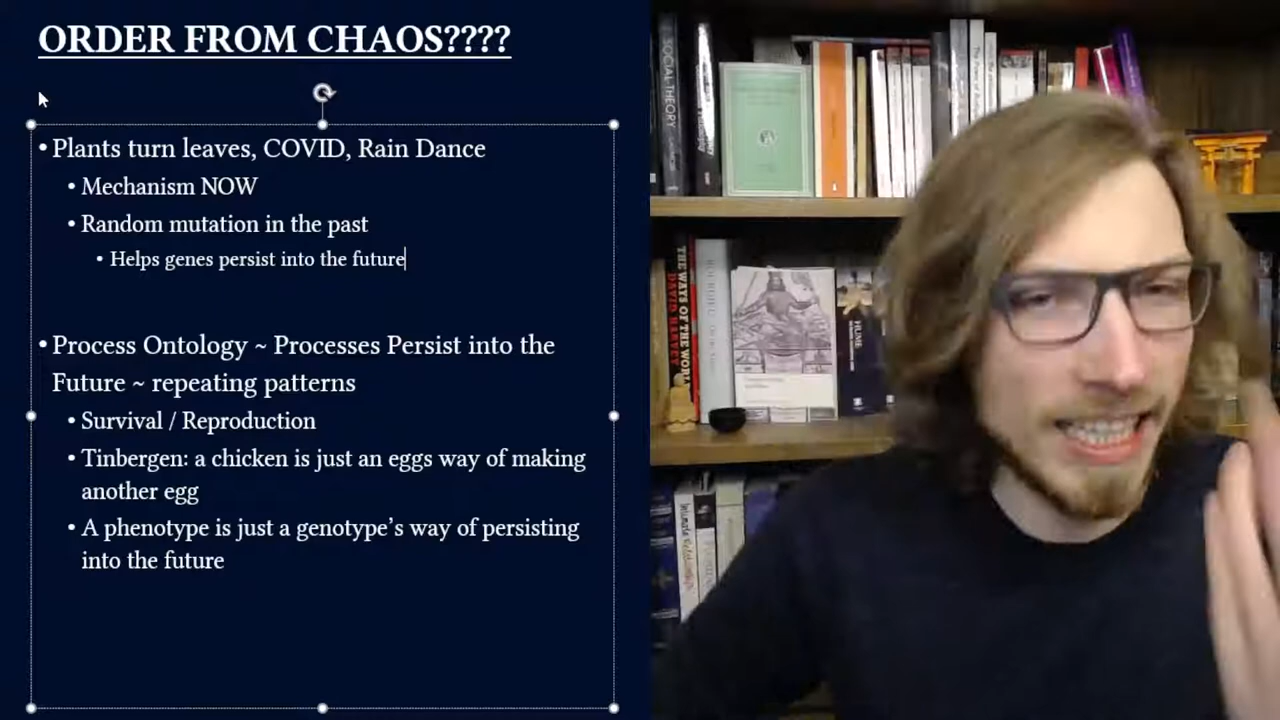 ORDER FROM CHAOS????
• Plants turn leaves, COVID, Rain Dance
• Mechanism NOW
• Random mutation in the past
• Helps genes persist into the future
• Process Ontology ~ Processes Persist into the
Future ~ repeating patterns
• Survival / Reproduction
• Tinbergen: a chicken is just an eggs way of making
another egg
• A phenotype is just a genotype’s way of persisting
into the future
SOCIAL THEORY
THE WAYS OF THE WORLD
DAVID HARVEY
HUME